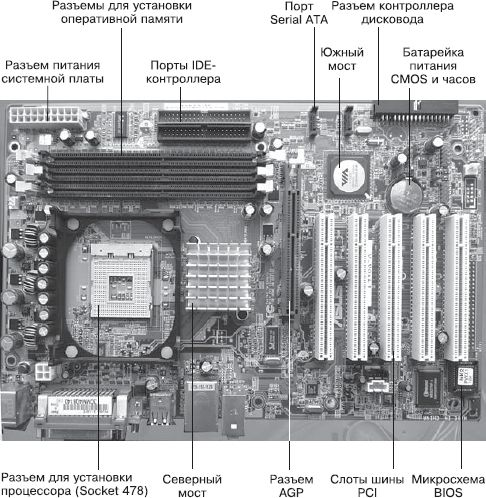 Разъемы для установки
оперативной памяти
Порт
Serial ATA
Разъем контроллера
дисковода
Разъем питания
системной платы
Порты IDE-
контроллера
Южный
мост
Батарейка
питания
CMOS и часов
VIA
Разъем для установки
процессора (Socket 478)
Северный
мост
Разъем
AGP
Слоты шины
PCI
Микросхема
BIOS